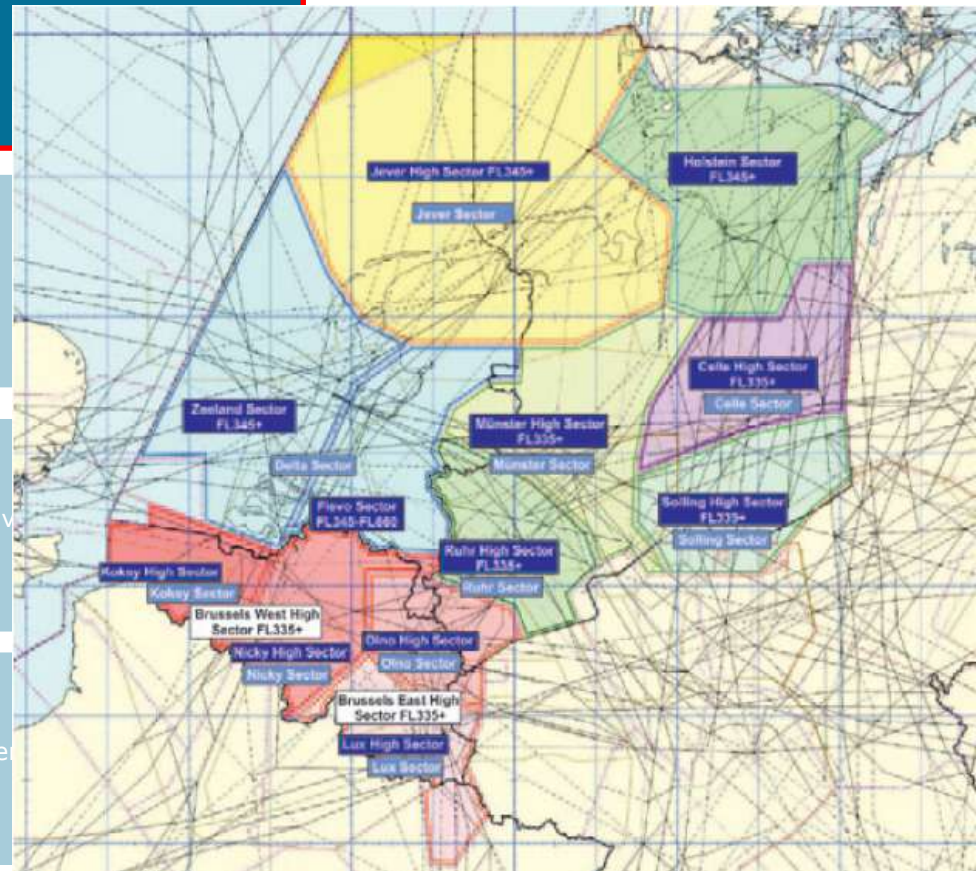 Jever High Sector FL345+
Jever Sector
Holstein Sector
FL345+
Celle High Sector
FL335+
Celle Sector
Zeeland Sector
FL345+
Münster High Sector
FL335+
Münster Sector
Delta Sector
Flevo Sector
FL345-FL660
Solling High Sector
FL335+
Solling Sector
Ruhr High Sector
FL335+
Ruhr Sector
Koksy High Sector
Koksy Sector
Brussels West High
Sector FL335+
Nicky High Sector
Nicky Sector
Olno High Sector
Olno Sector
Brussels East High
Sector FL335+
Lux High Sector
Lux Sector